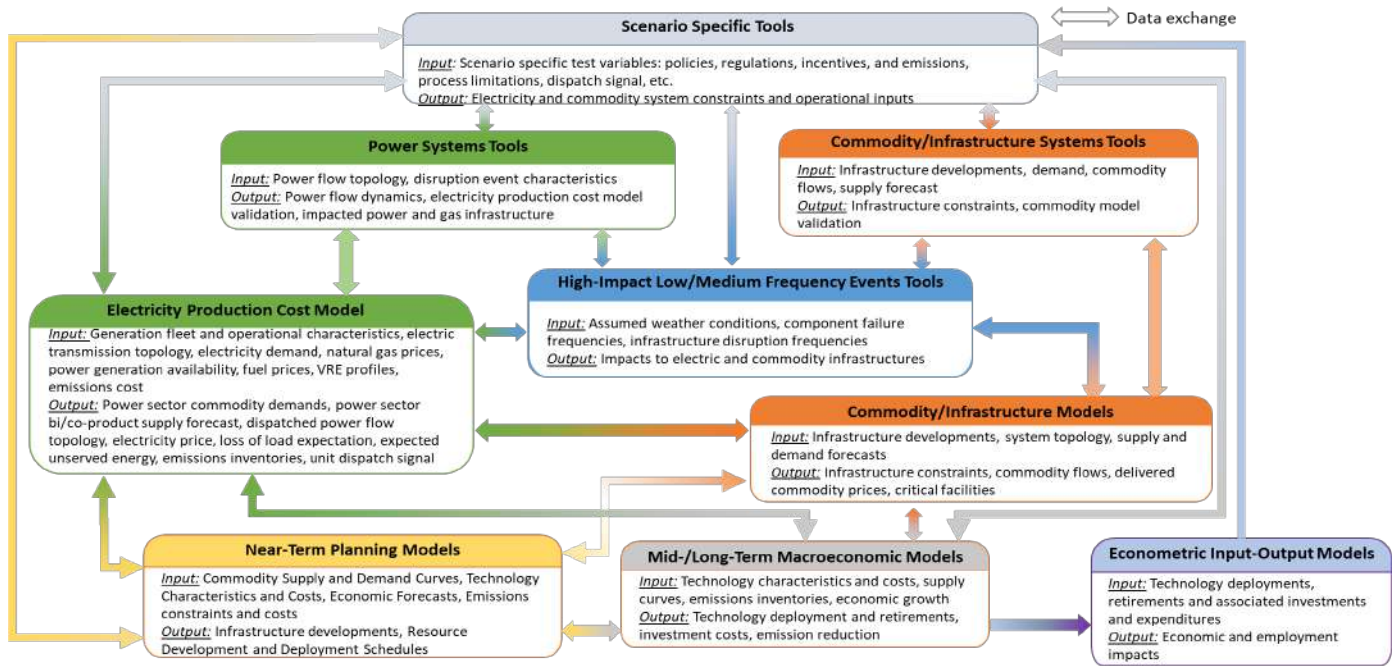 Data exchange
Scenario Specific Tools
Input: Scenario specific test variables: policies, regulations, incentives, and emissions,
process limitations, dispatch signal, etc.
Output: Electricity and commodity system constraints and operational inputs
Power Systems Tools
Input: Power flow topology, disruption event characteristics
Output: Power flow dynamics, electricity production cost model
validation, impacted power and gas infrastructure
Commodity/Infrastructure Systems Tools
Input: Infrastructure developments, demand, commodity
flows, supply forecast
Output: Infrastructure constraints, commodity model
validation
High-Impact Low/Medium Frequency Events Tools
Input: Assumed weather conditions, component failure
frequencies, infrastructure disruption frequencies
Output: Impacts to electric and commodity infrastructures
Electricity Production Cost Model
Input: Generation fleet and operational characteristics, electric
transmission topology, electricity demand, natural gas prices,
power generation availability, fuel prices, VRE profiles,
emissions cost
Output: Power sector commodity demands, power sector
bi/co-product supply forecast, dispatched power flow
topology, electricity price, loss of load expectation, expected
unserved energy, emissions inventories, unit dispatch signal
Commodity/Infrastructure Models
Input: Infrastructure developments, system topology, supply and
demand forecasts
Output: Infrastructure constraints, commodity flows, delivered
commodity prices, critical facilities
Near-Term Planning Models
Input: Commodity Supply and Demand Curves, Technology
Characteristics and Costs, Economic Forecasts, Emissions
constraints and costs
Output: Infrastructure developments, Resource
Development and Deployment Schedules
Mid-/Long-Term Macroeconomic Models
Input: Technology characteristics and costs, supply
curves, emissions inventories, economic growth
Output: Technology deployment and retirements,
investment costs, emission reduction
Econometric Input-Output Models
Input: Technology deployments,
retirements and associated investments
and expenditures
Output: Economic and employment
impacts